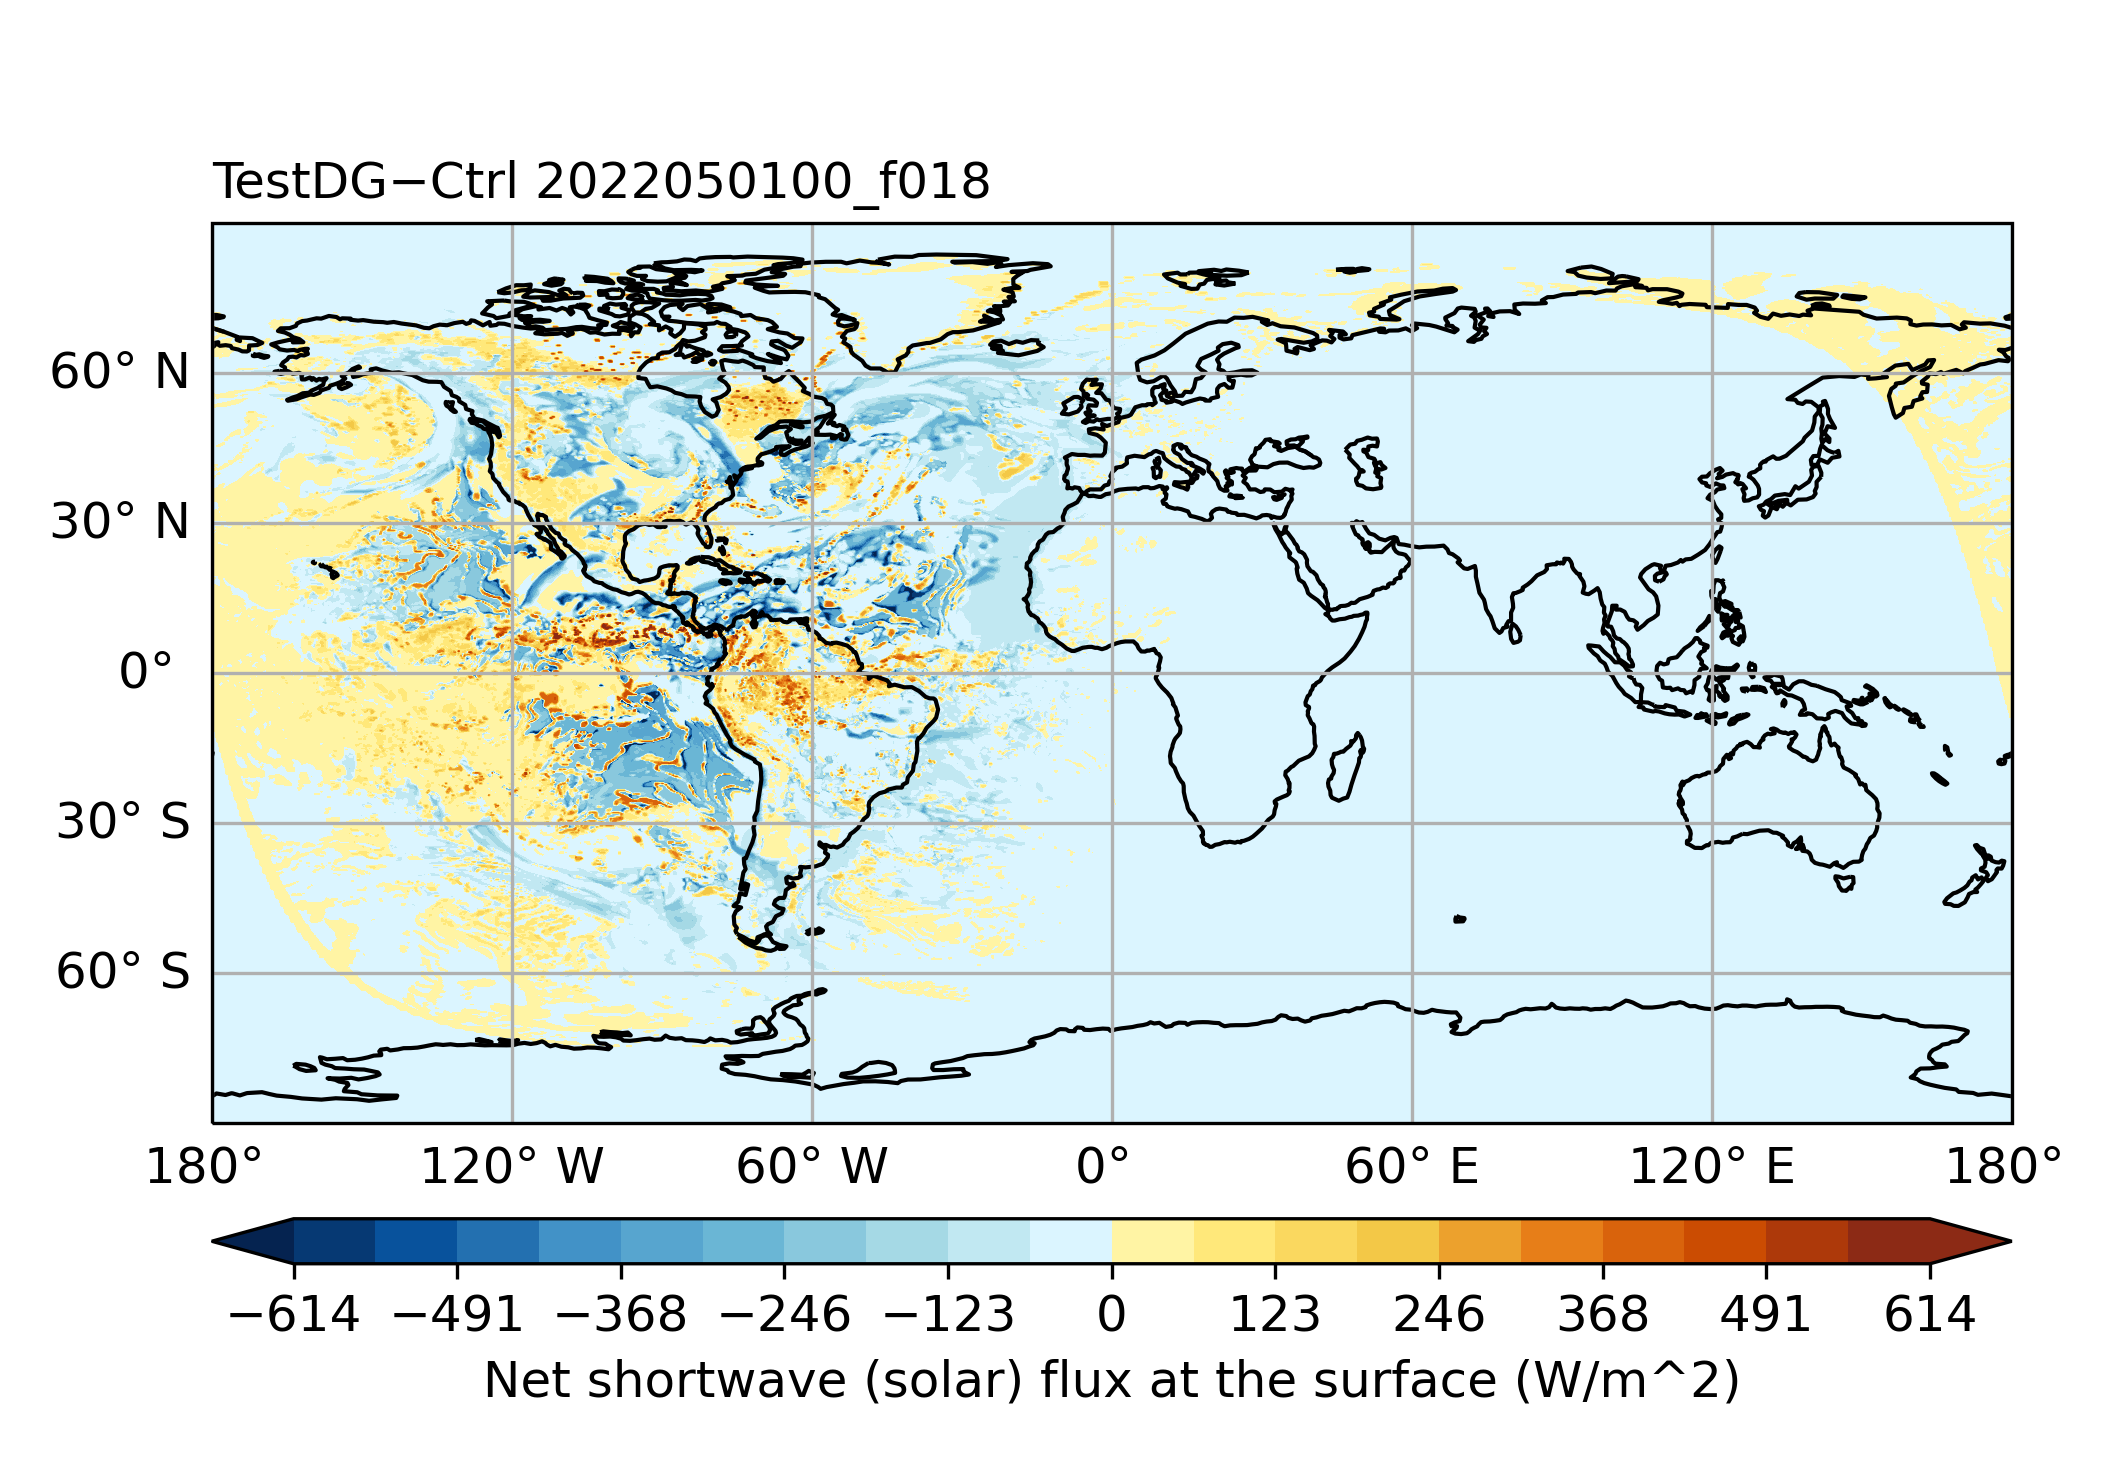 TestDG−Ctrl 2022050100_f018
60° N
30° N
0°
30° S
60° S
180° 120° W 60° W 0° 60° E 120° E 180°
−614 −491 −368 −246 −123 0 123 246 368 491 614
Net shortwave (solar) flux at the surface (W/m^2)